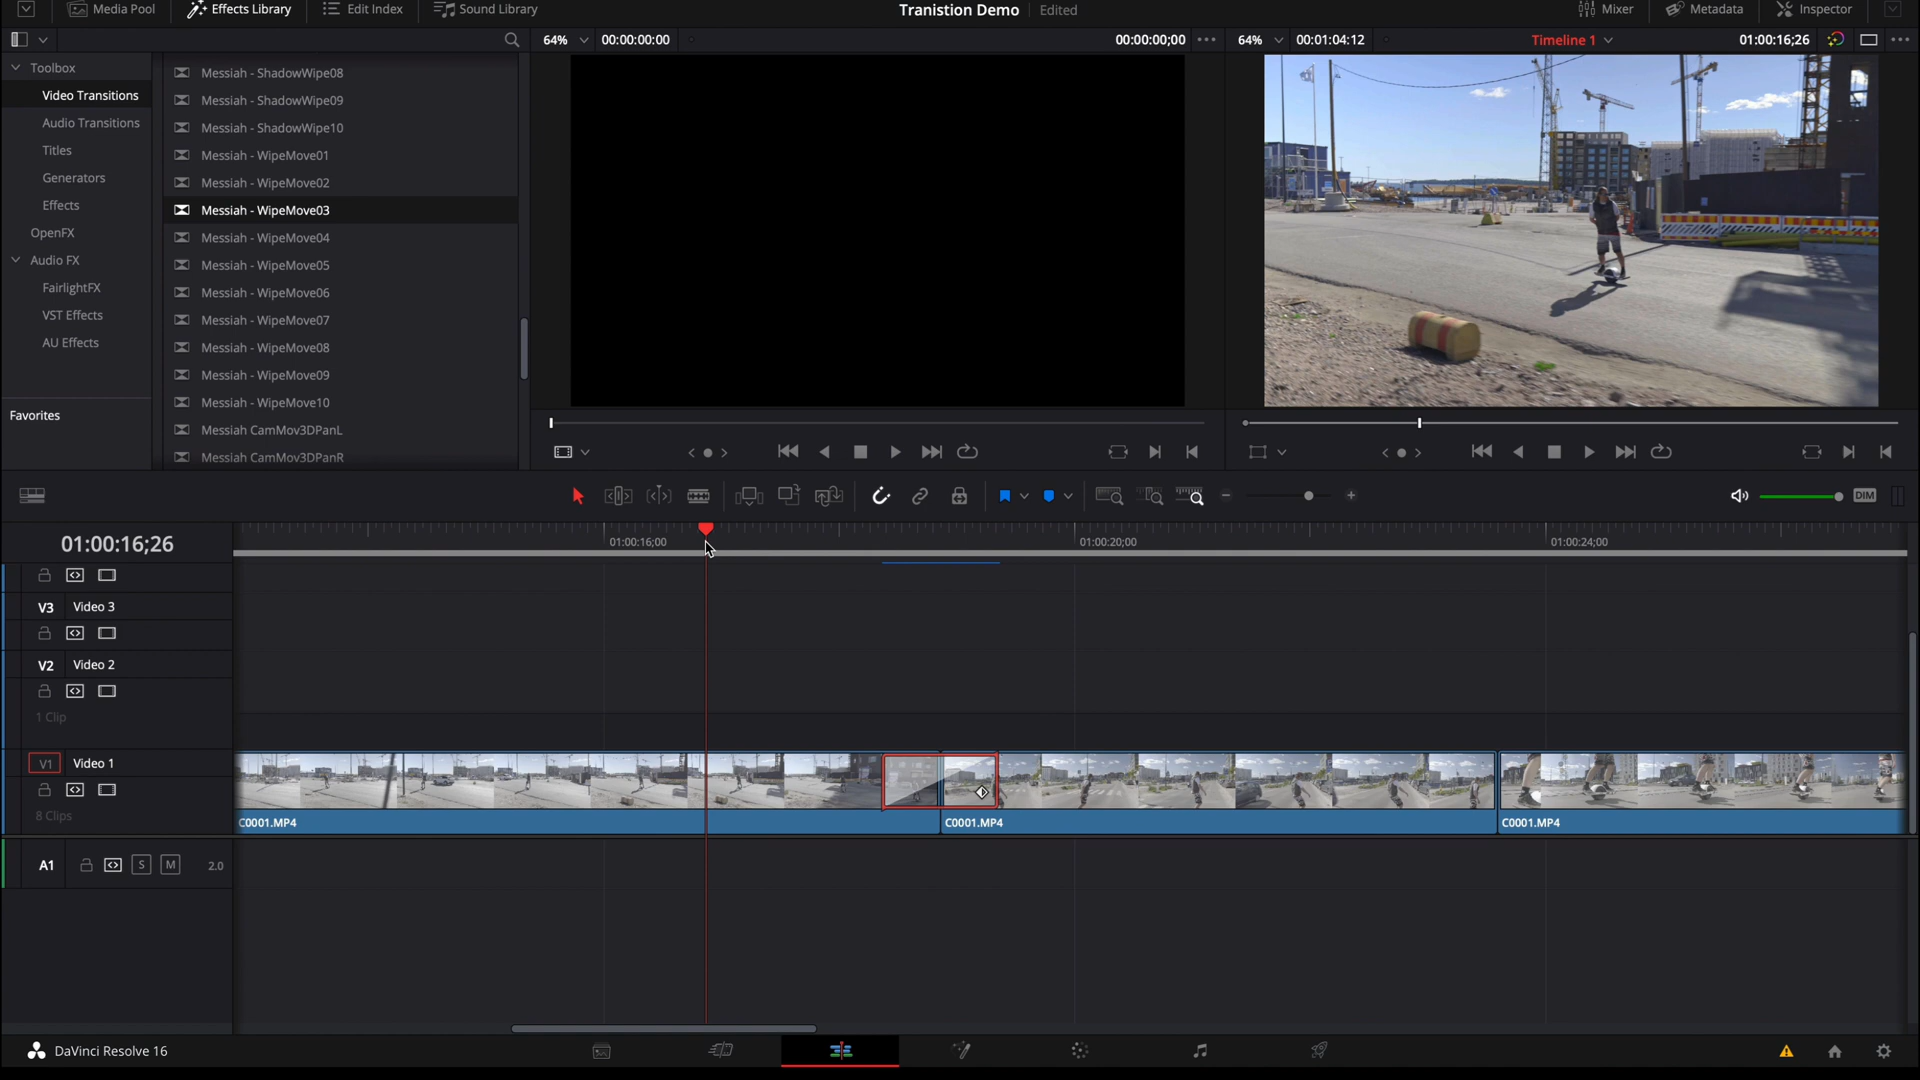 Media Pool
Effects Library
Edit Index
Sound Library
Transtion Demo
Edited
Mixer
Metadata
Inspector
64%
00:00:00:00
00:00:00;00
64%
00:01:04:12
Timeline 1
01:00:16;26
Toolbox
Video Transitions
Audio Transitions
Titles
Generators
Effects
OpenFX
Audio FX
FairlightFX
VST Effects
AU Effects
Favorites
Messiah - ShadowWipe08
Messiah - ShadowWipe09
Messiah - ShadowWipe10
Messiah - WipeMove01
Messiah - WipeMove02
Messiah - WipeMove03
Messiah - WipeMove04
Messiah - WipeMove05
Messiah - WipeMove06
Messiah - WipeMove07
Messiah - WipeMove08
Messiah - WipeMove09
Messiah - WipeMove10
Messiah CamMov3DPanL
Messiah CamMov3DPanR
DIM
01:00:16;26
01:00:16;00
01:00:20;00
01:00:24;00
V3 Video 3
V2 Video 2
1 Clip
V1 Video 1
8 Clips
C0001.MP4
C0001.MP4
C0001.MP4
A1
S
M
2.0
DaVinci Resolve 16